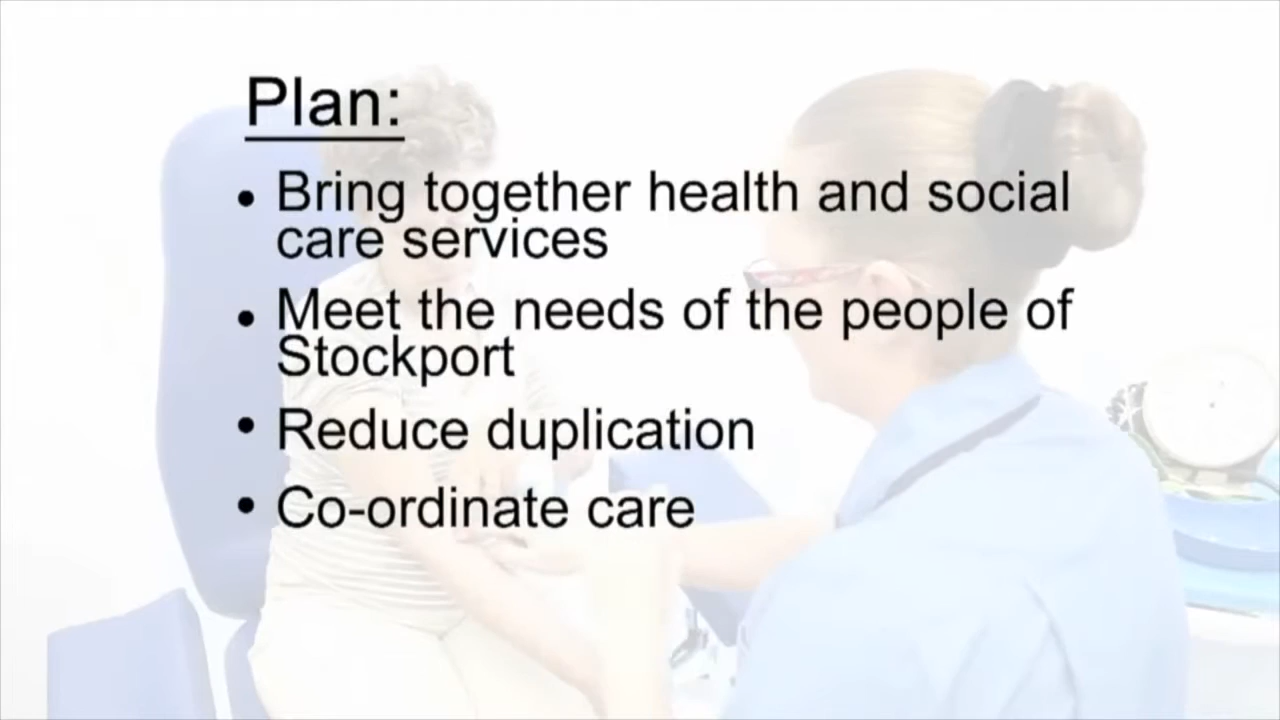 Plan:
• Bring together health and social
care services
• Meet the needs of the people of
Stockport
• Reduce duplication
• Co-ordinate care